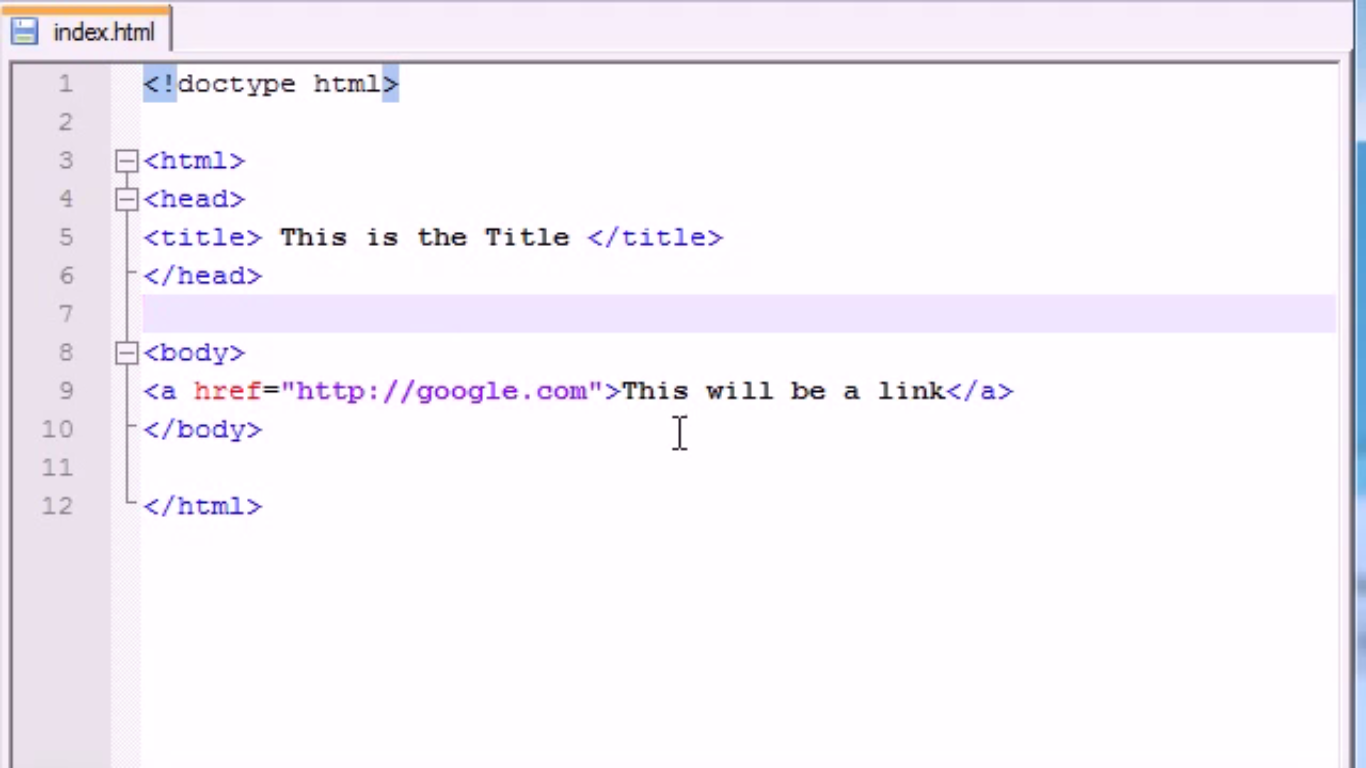 index.html
1 <!doctype html>
2
3 <html>
4 <head>
5 <title> This is the Title </title>
6 </head>
7
8 <body>
9 <a href="http://google.com">This will be a link</a>
10 </body>
11
12 </html>